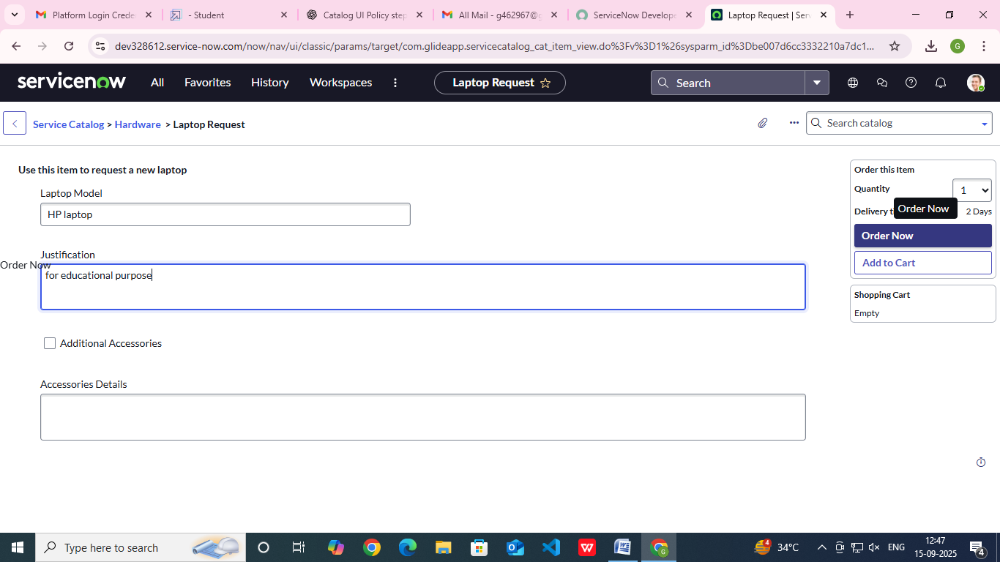 Platform Login Crede
- Student
Catalog UI Policy step
All Mail - g462967@g
ServiceNow Develope
Laptop Request | Serv
dev328612.service-now.com/now/nav/ui/classic/params/target/com.glideapp.servicecatalog_cat_item_view.do%3Fv%3D1%26sysparm_id%3Dbe007d6cc3332210a7dc1...
G
servicenow
All
Favorites
History
Workspaces
Laptop Request
Search
Service Catalog > Hardware > Laptop Request
Search catalog
Use this item to request a new laptop
Laptop Model
HP laptop
Justification
Order Now
for educational purpose
Additional Accessories
Accessories Details
Order this Item
Quantity
1
Order Now
Delivery t
2 Days
Order Now
Add to Cart
Shopping Cart
Empty
Type here to search
4
34°C
ENG
12:47
15-09-2025
4